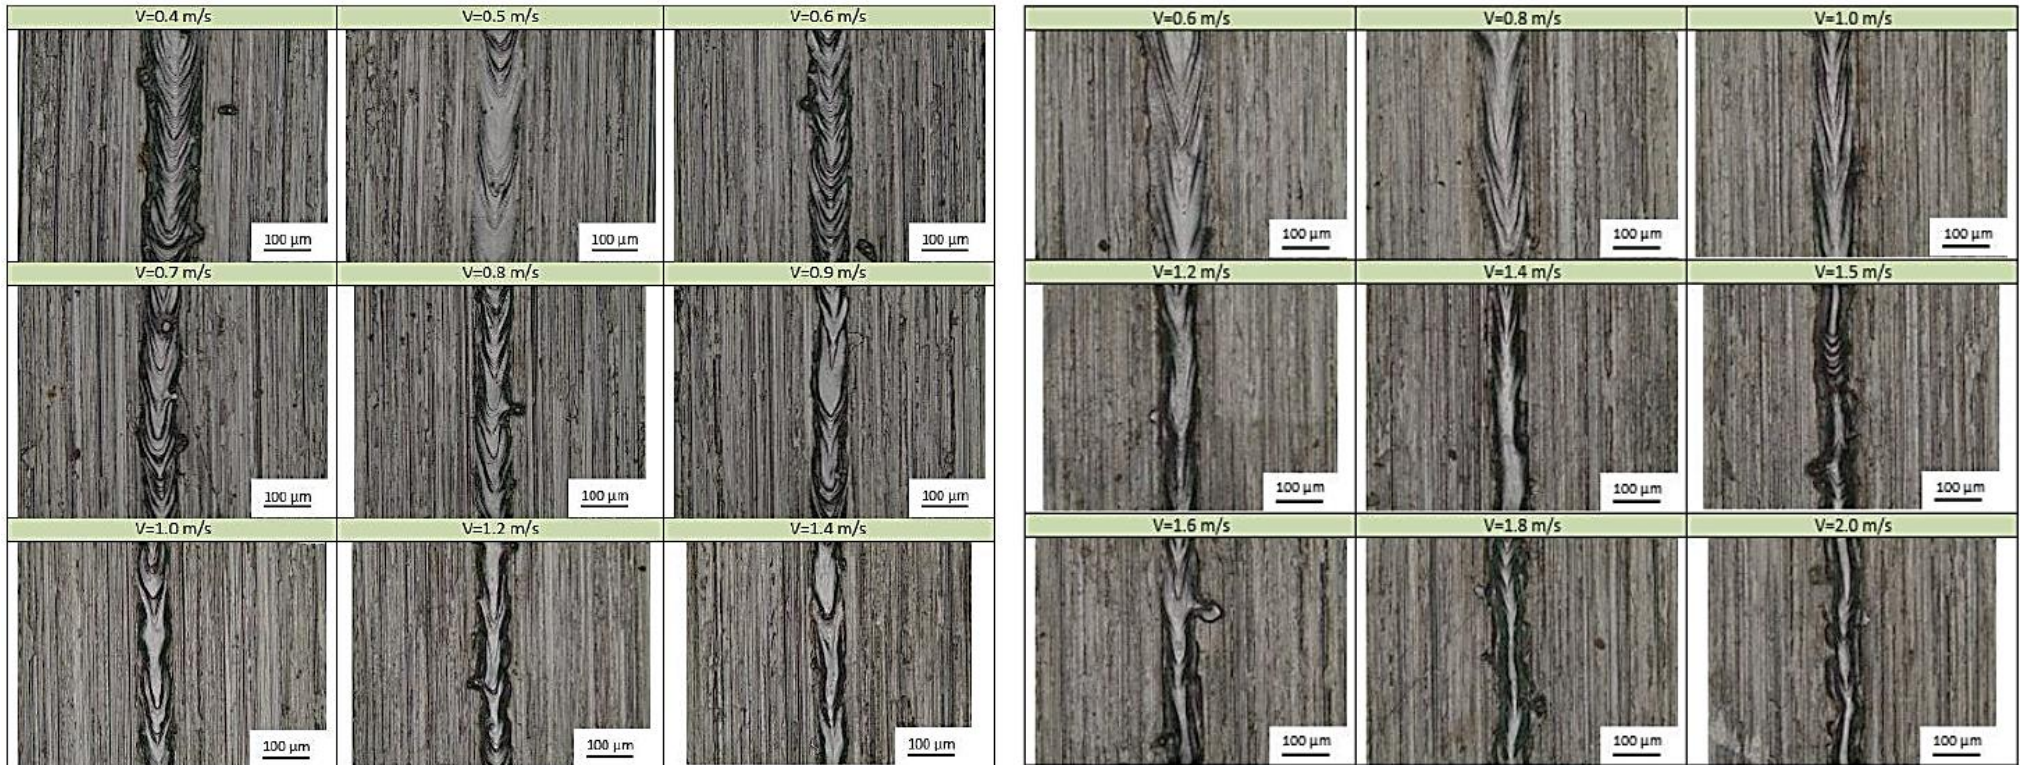 V=0.4 m/s V=0.5 m/s V=0.6 m/s
100 µm 100 µm 100 µm
V=0.7 m/s V=0.8 m/s V=0.9 m/s
100 µm 100 µm 100 µm
V=1.0 m/s V=1.2 m/s V=1.4 m/s
100 µm 100 µm 100 µm
V=0.6 m/s V=0.8 m/s V=1.0 m/s
100 µm 100 µm 100 µm
V=1.2 m/s V=1.4 m/s V=1.5 m/s
100 µm 100 µm 100 µm
V=1.6 m/s V=1.8 m/s V=2.0 m/s
100 µm 100 µm 100 µm